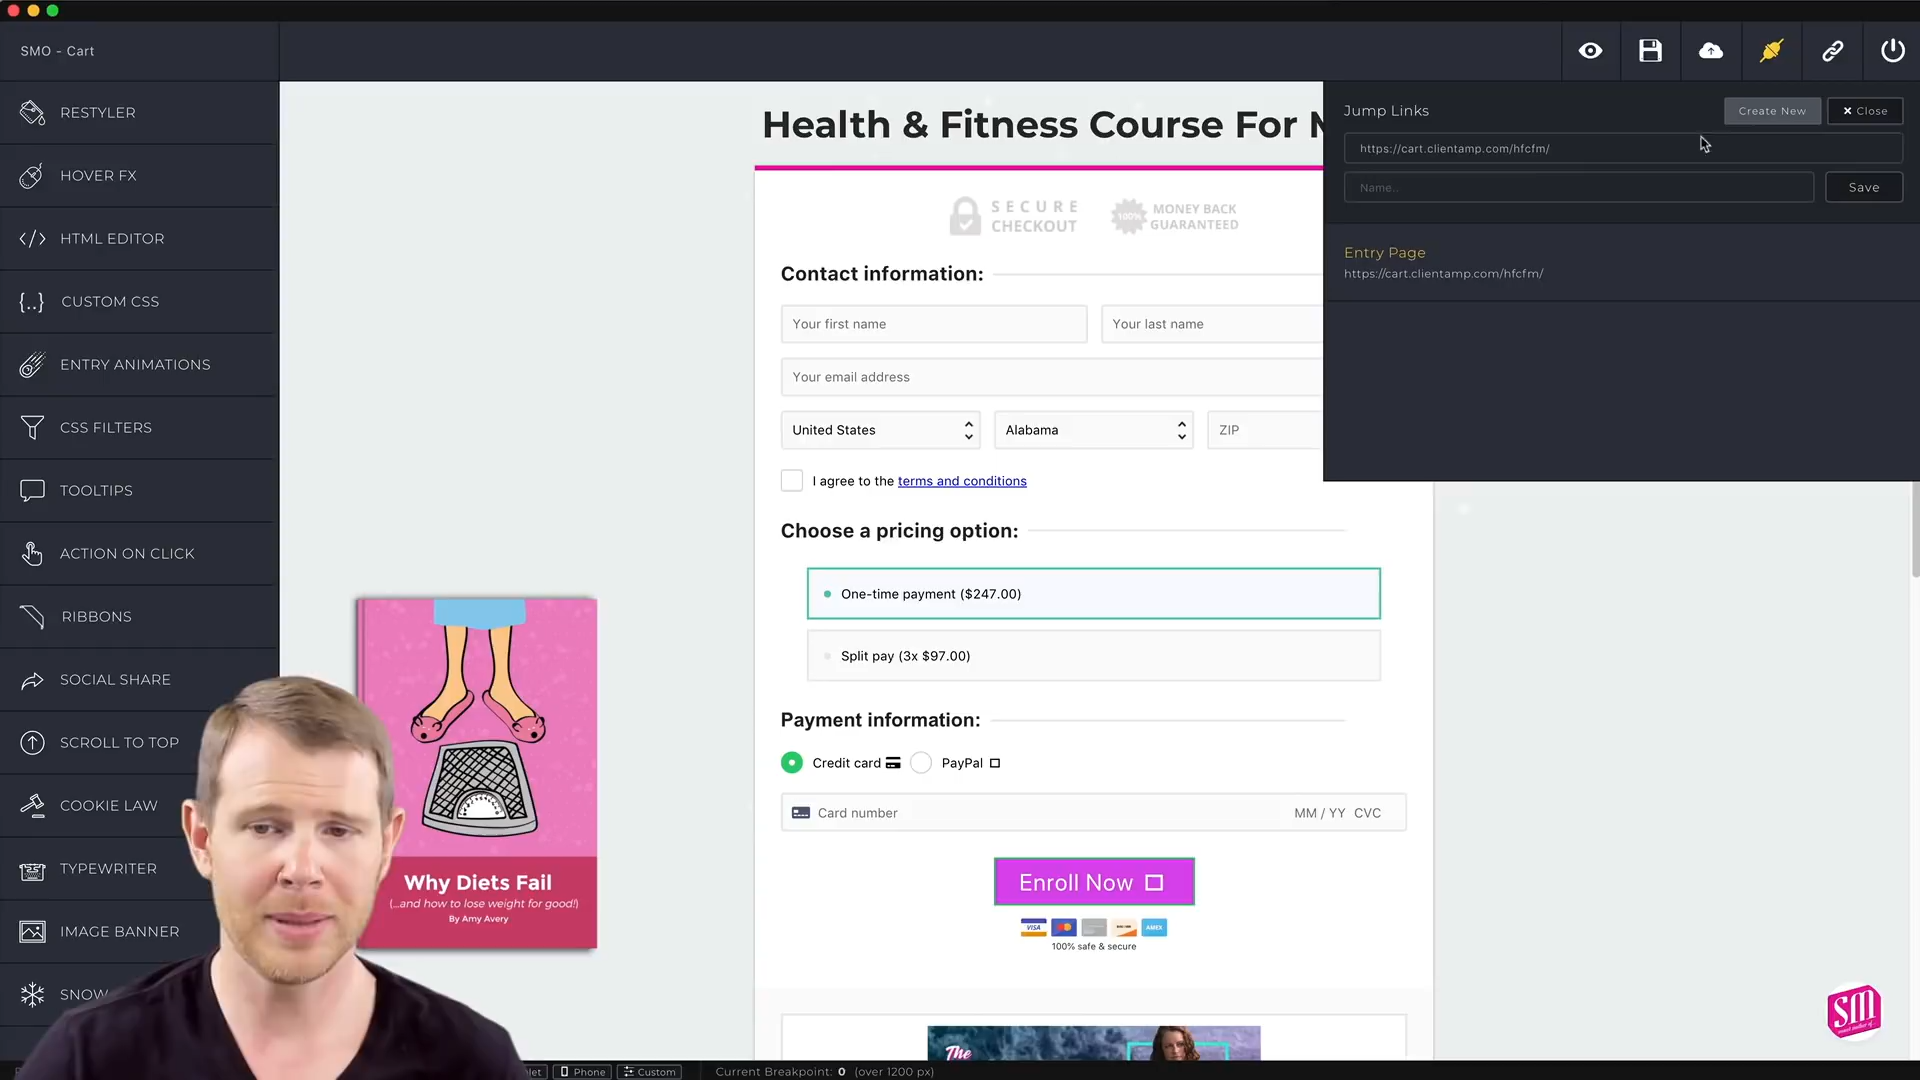 SMO - Cart
RESTYLER
HOVER FX
HTML EDITOR
CUSTOM CSS
ENTRY ANIMATIONS
CSS FILTERS
TOOLTIPS
ACTION ON CLICK
RIBBONS
SOCIAL SHARE
SCROLL TO TOP
COOKIE LAW
TYPEWRITER
IMAGE BANNER
SNOW
Health & Fitness Course For
SECURE
CHECKOUT
100%
MONEY BACK
GUARANTEED
Contact information:
Your first name
Your last name
Your email address
United States
Alabama
ZIP
I agree to the terms and conditions
Choose a pricing option:
One-time payment ($247.00)
Split pay (3x $97.00)
Payment information:
Credit card
PayPal
Card number
MM / YY CVC
Enroll Now
VISA
AMEX
100% safe & secure
The
Why Diets Fail
(...and how to lose weight for good!)
By Amy Avery
Jump Links
Create New
Close
https://cart.clientamp.com/hfcfm/
Name..
Save
Entry Page
https://cart.clientamp.com/hfcfm/
sm
Phone
Custom
Current Breakpoint: 0 (over 1200 px)